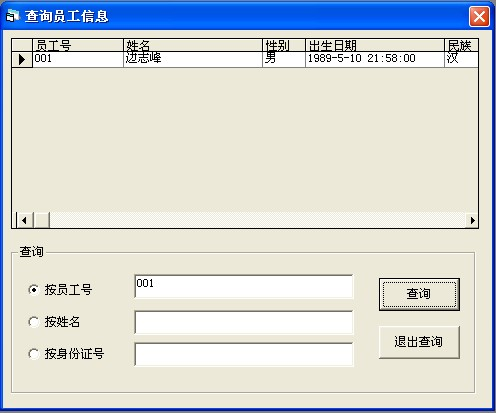 查询员工信息
员工号 姓名 性别 出生日期 民族
001 边志峰 男 1989-5-10 21:58:00 汉
查询
按员工号 001 查询
按姓名
退出查询
按身份证号